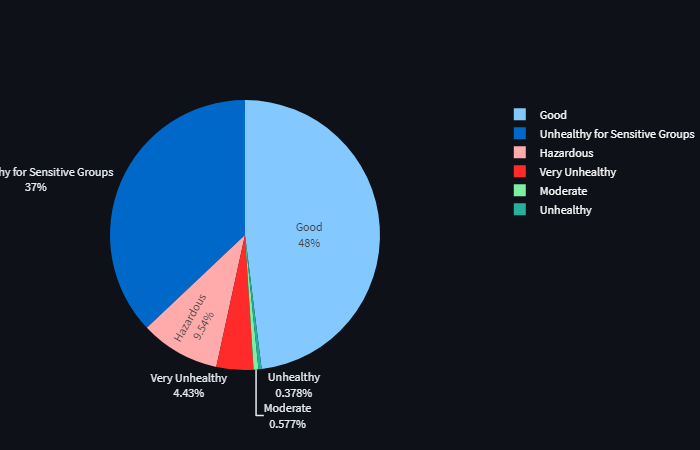 Good
Unhealthy for Sensitive Groups
Hazardous
Very Unhealthy
Moderate
Unhealthy
for Sensitive Groups
37%
Good
48%
Hazardous
9.54%
Very Unhealthy
4.43%
Unhealthy
0.378%
Moderate
0.577%